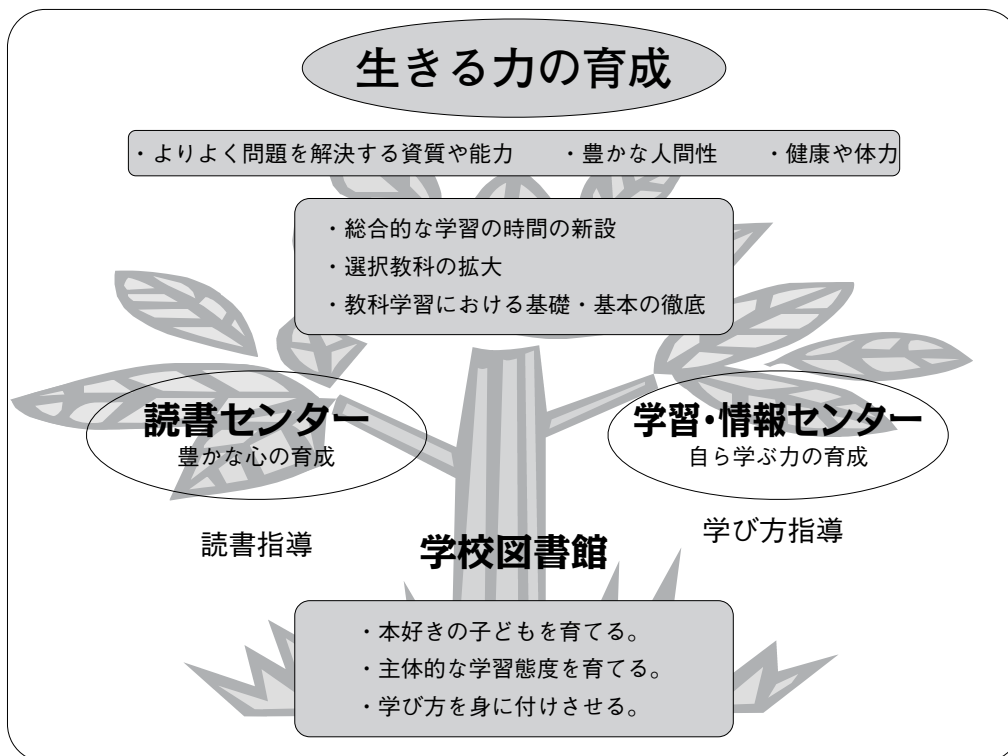 生きる力の育成
・よりよく問題を解決する資質や能力　　・豊かな人間性　　・健康や体力
・総合的な学習の時間の新設
・選択教科の拡大
・教科学習における基礎・基本の徹底
読書センター
豊かな心の育成
学習・情報センター
自ら学ぶ力の育成
読書指導
学び方指導
学校図書館
・本好きの子どもを育てる。
・主体的な学習態度を育てる。
・学び方を身に付けさせる。